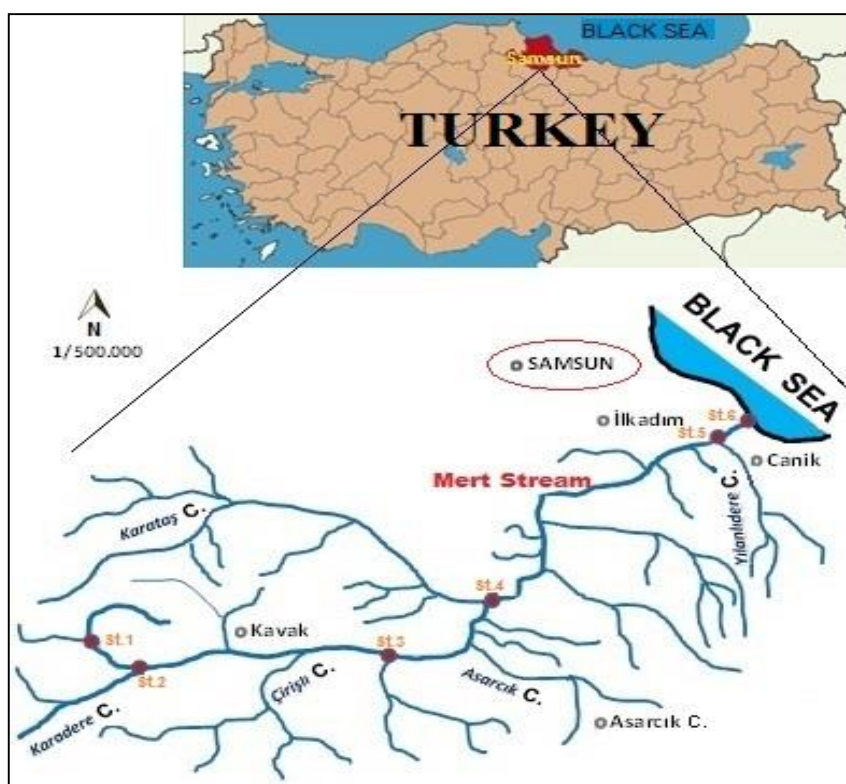 BLACK SEA
Samsun
TURKEY
N
1/500.000
BLACK SEA
SAMSUN
St.6
İlkadım
St.5
Canik
Mert Stream
Yılanlıdere C.
Karataş C.
St.4
St.1
Kavak
St.3
St.2
Çirişli C.
Asarcık C.
Karadere C.
Asarcık C.